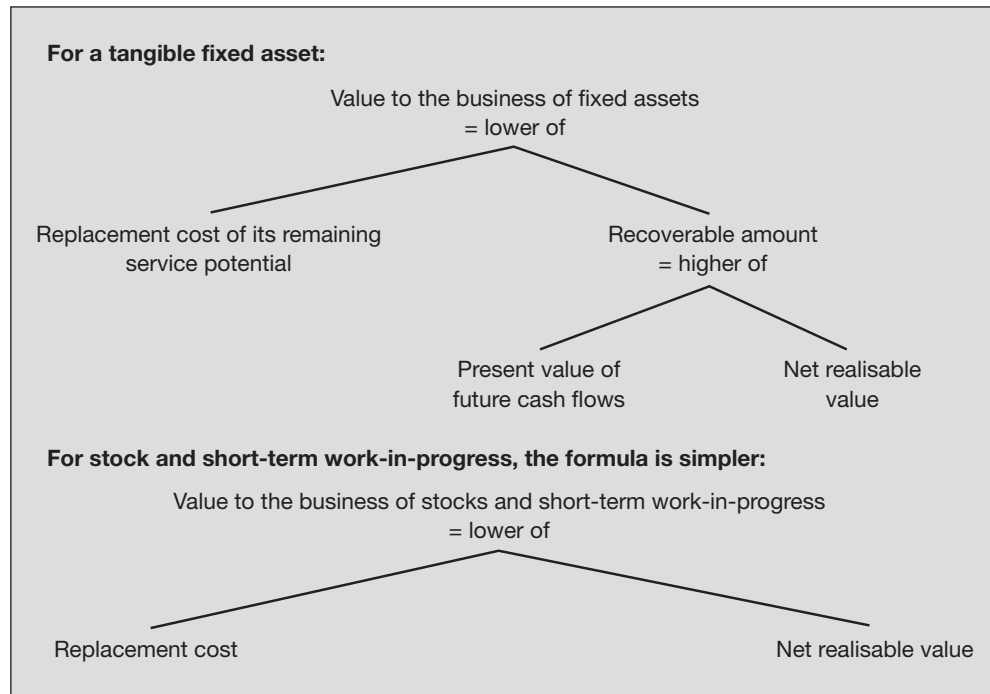 For a tangible fixed asset:
Value to the business of fixed assets
= lower of
Replacement cost of its remaining
service potential
Recoverable amount
= higher of
Present value of
future cash flows
Net realisable
value
For stock and short-term work-in-progress, the formula is simpler:
Value to the business of stocks and short-term work-in-progress
= lower of
Replacement cost
Net realisable value